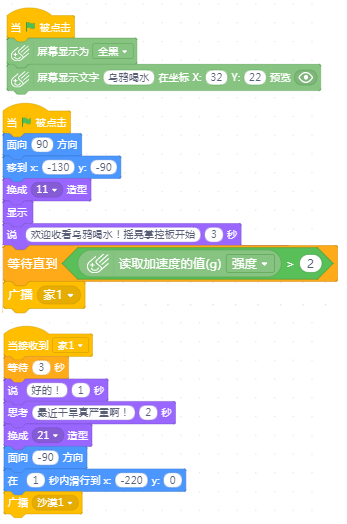 当 被点击
屏幕显示为 全黑
屏幕显示文字 乌鸦喝水 在坐标 X: 32 Y: 22 预览
当 被点击
面向 90 方向
移到 x: -130 y: -90
换成 11 造型
显示
说 欢迎收看乌鸦喝水！摇晃掌控板开始 3 秒
等待直到 读取加速度的值(g) 强度 > 2
广播 家1
当接收到 家1
等待 3 秒
说 好的！ 1 秒
思考 最近干旱真严重啊！ 2 秒
换成 21 造型
面向 -90 方向
在 1 秒内滑行到 x: -220 y: 0
广播 沙漠1